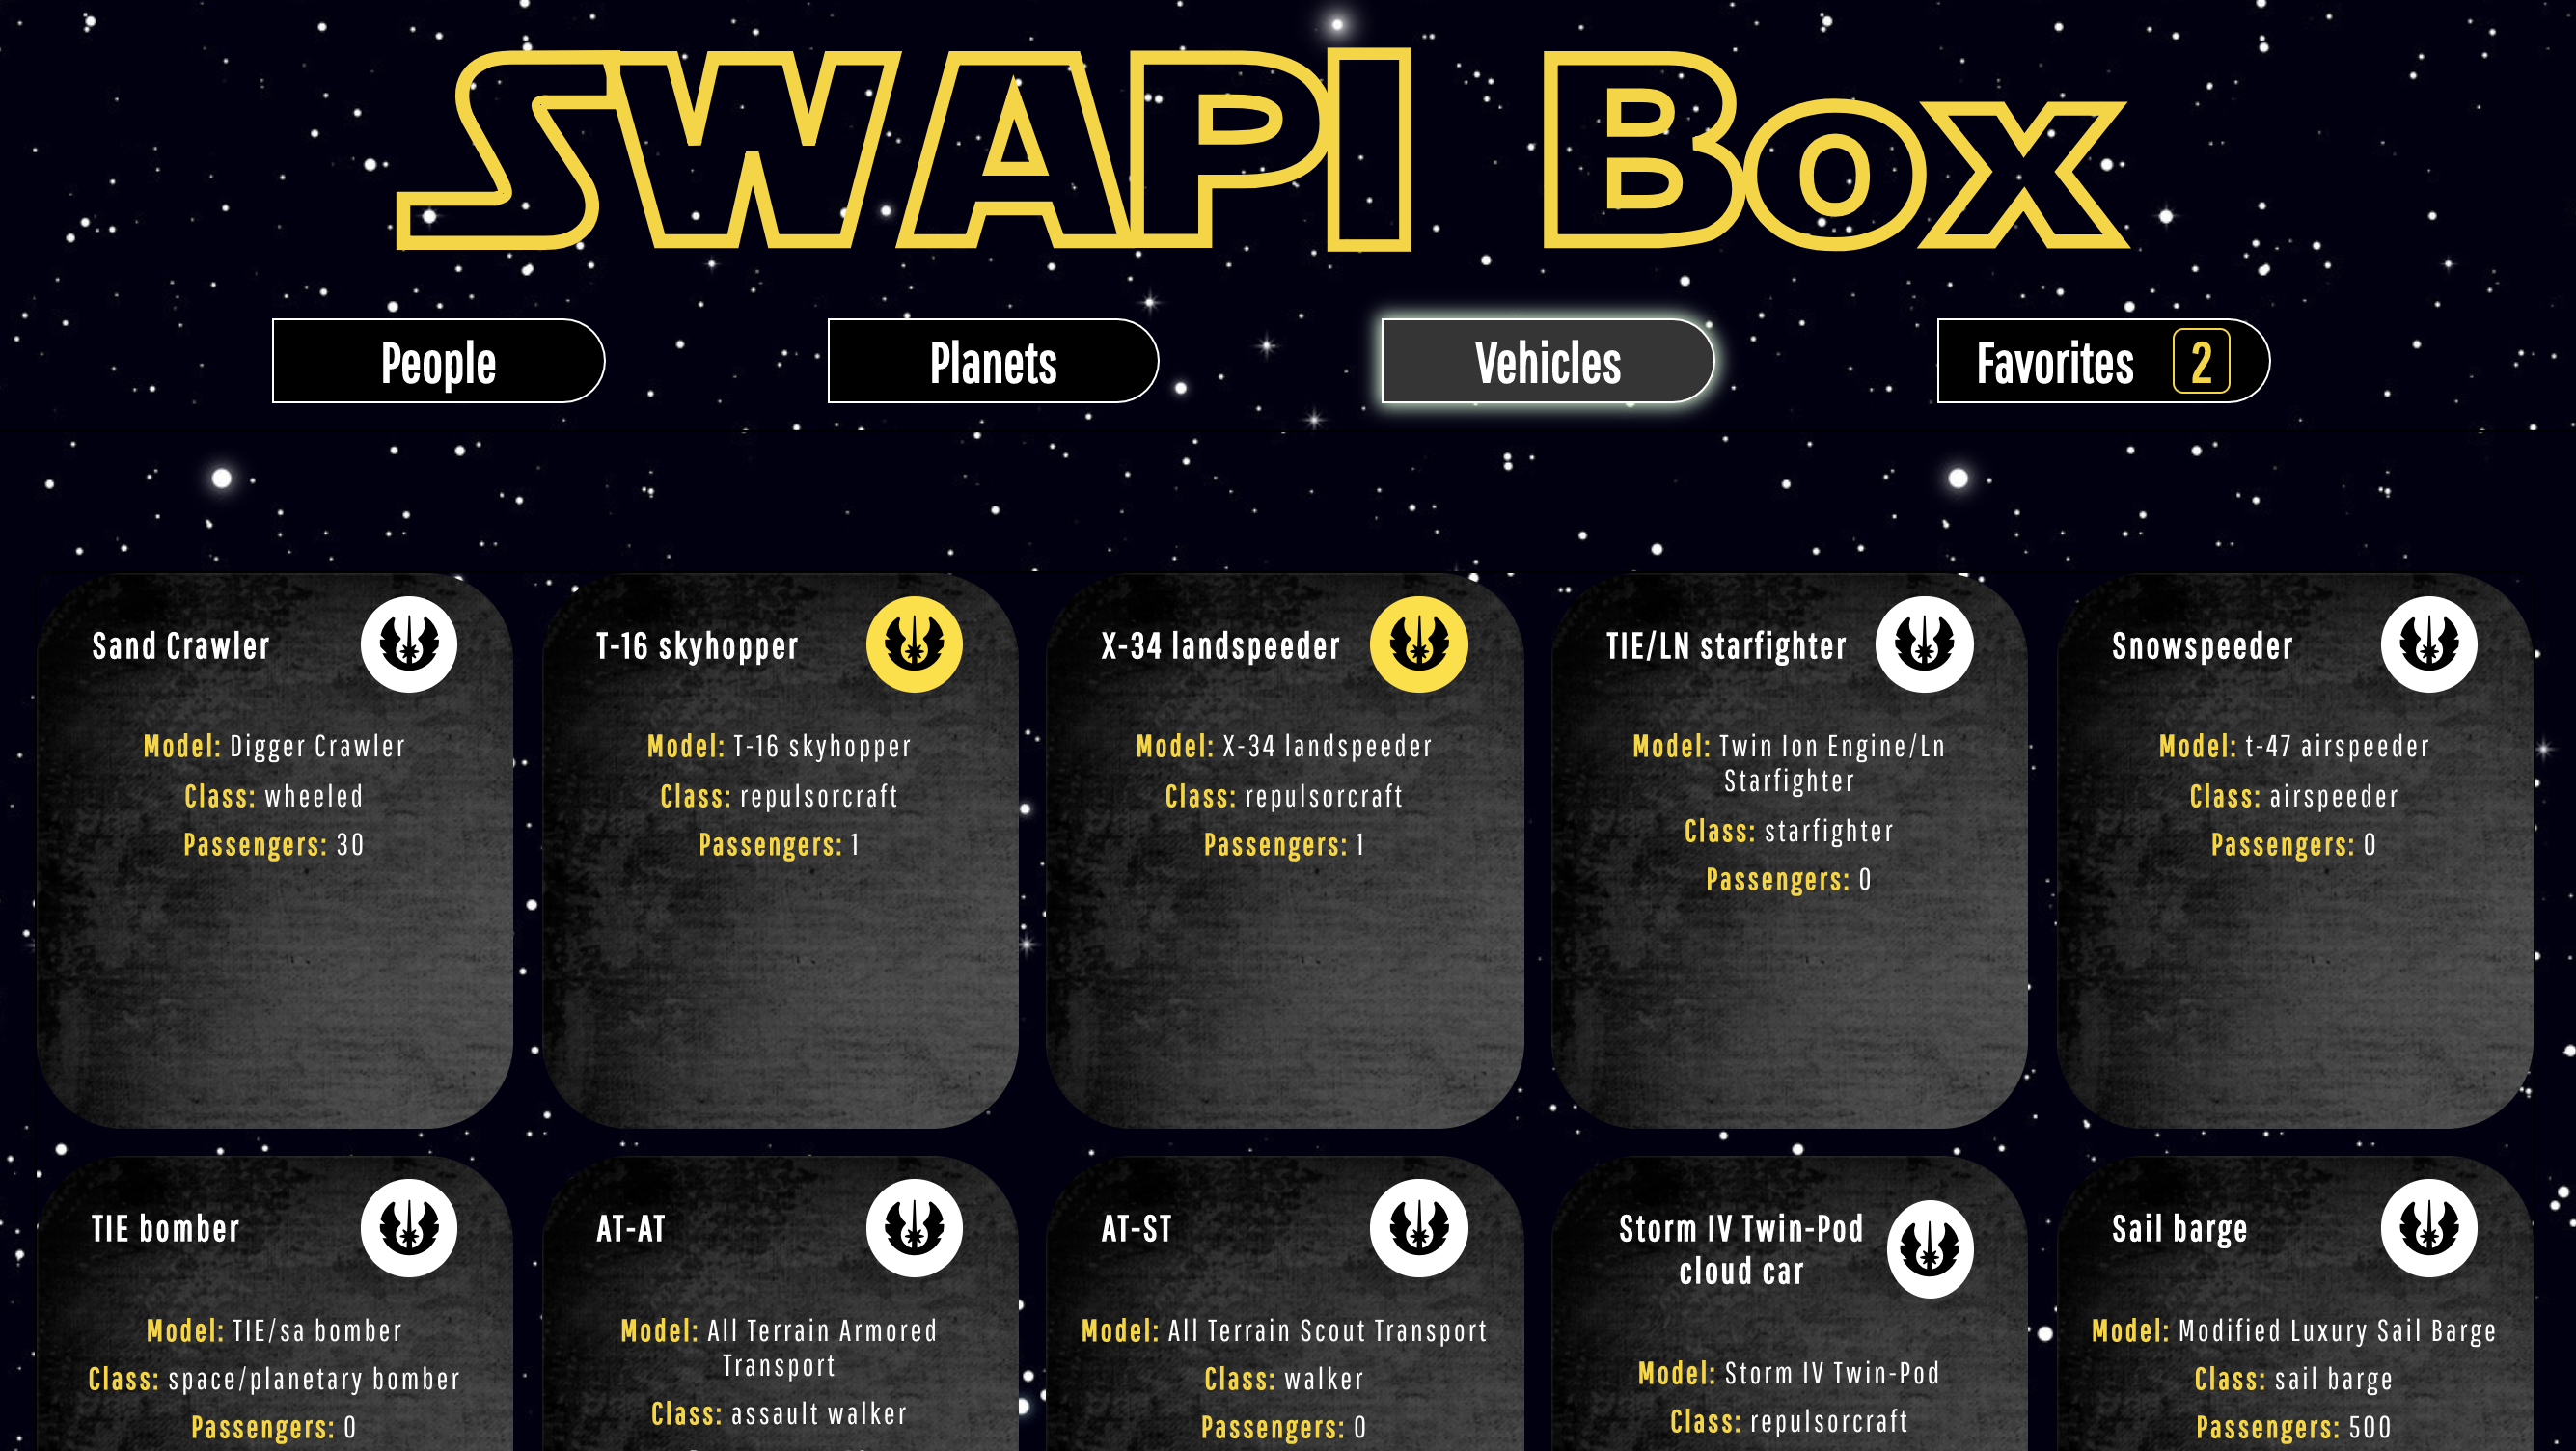 SWAPI Box
People
Planets
Vehicles
Favorites 2
Sand Crawler
Model: Digger Crawler
Class: wheeled
Passengers: 30
T-16 skyhopper
Model: T-16 skyhopper
Class: repulsorcraft
Passengers: 1
X-34 landspeeder
Model: X-34 landspeeder
Class: repulsorcraft
Passengers: 1
TIE/LN starfighter
Model: Twin Ion Engine/Ln
Starfighter
Class: starfighter
Passengers: 0
Snowspeeder
Model: t-47 airspeeder
Class: airspeeder
Passengers: 0
TIE bomber
Model: TIE/sa bomber
Class: space/planetary bomber
Passengers: 0
AT-AT
Model: All Terrain Armored
Transport
Class: assault walker
AT-ST
Model: All Terrain Scout Transport
Class: walker
Passengers: 0
Storm IV Twin-Pod
cloud car
Model: Storm IV Twin-Pod
Class: repulsorcraft
Sail barge
Model: Modified Luxury Sail Barge
Class: sail barge
Passengers: 500